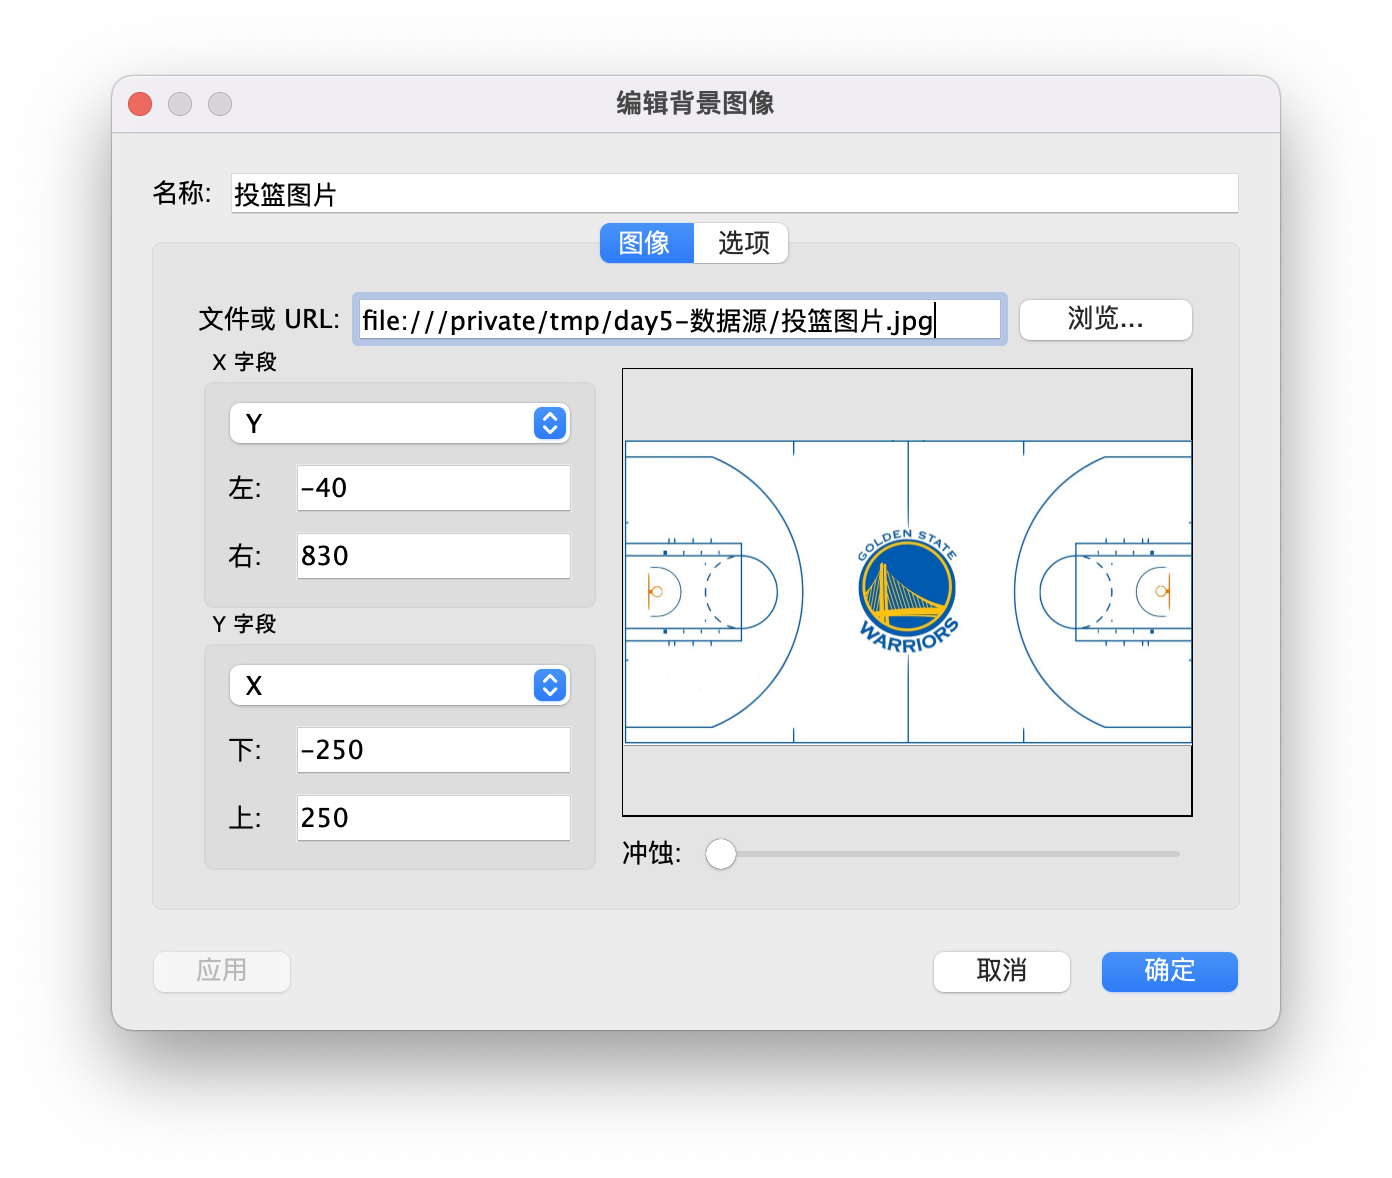 编辑背景图像
名称: 投篮图片
图像 选项
文件或 URL: file:///private/tmp/day5-数据源/投篮图片.jpg 浏览...
X 字段
Y
左: -40
右: 830
Y 字段
X
下: -250
上: 250
GOLDEN STATE
WARRIORS
冲蚀:
应用 取消 确定